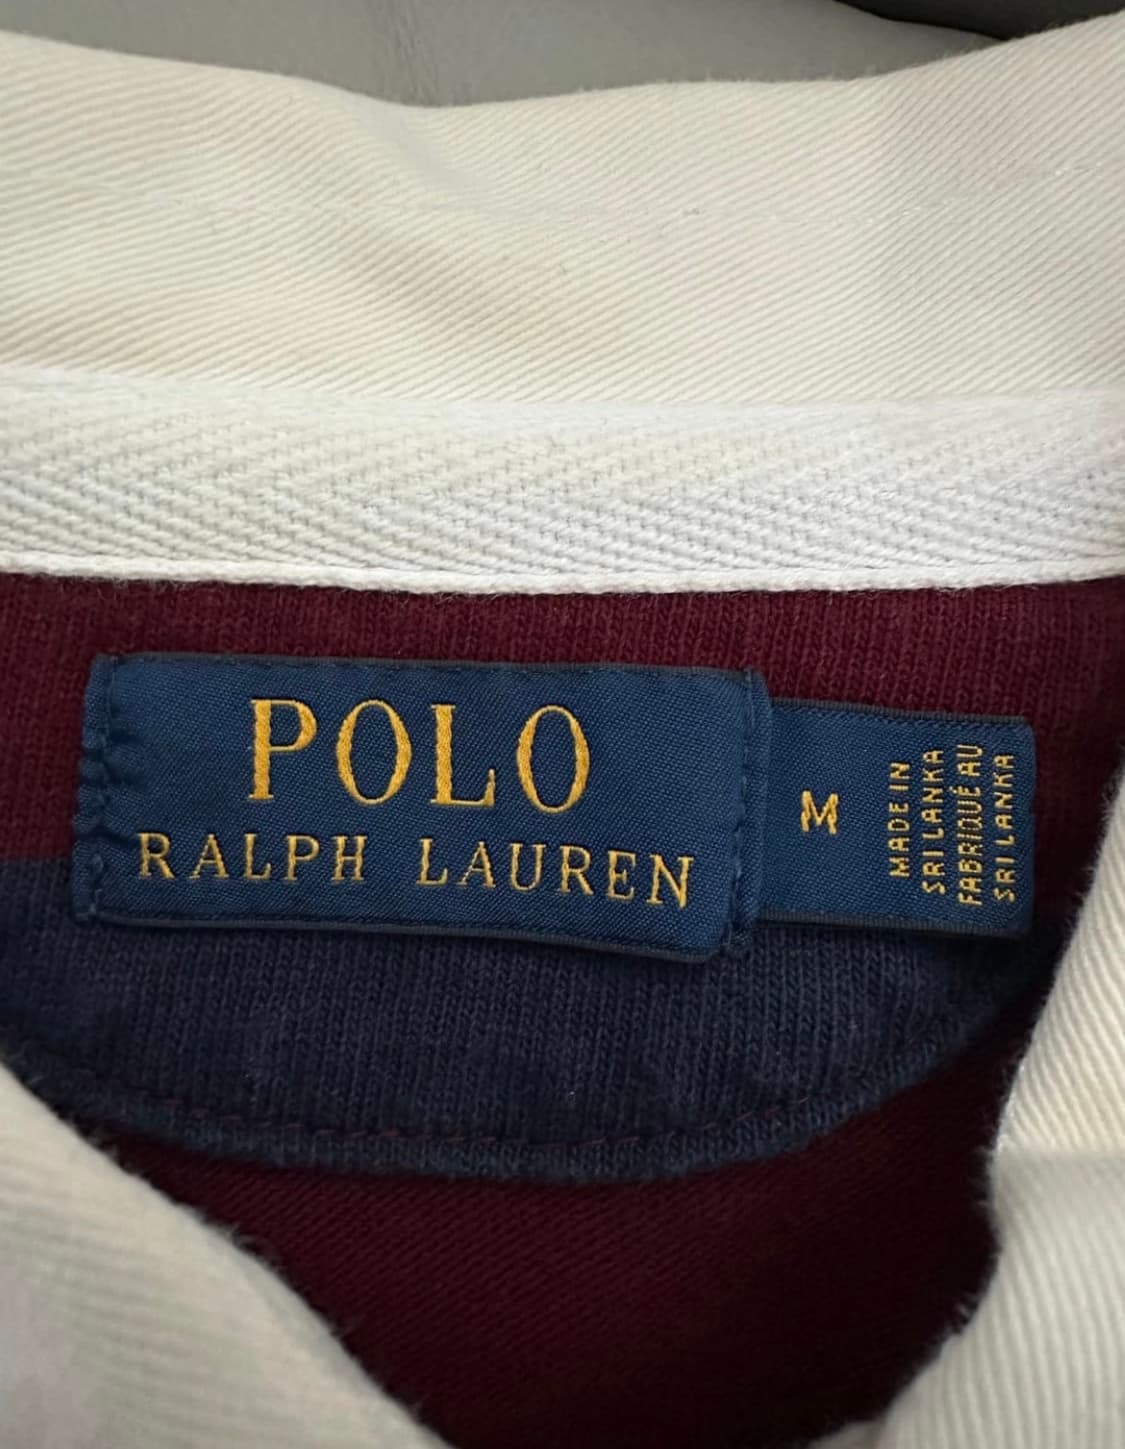 POLO
RALPH LAUREN
M
MADE IN
SRI LANKA
FABRIQUÉ AU
SRI LANKA